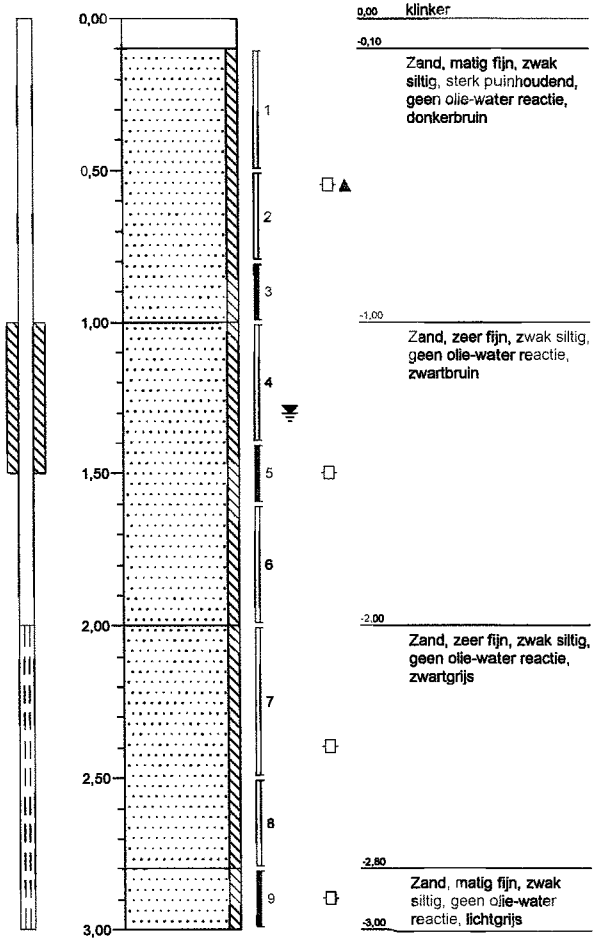 0,00
0,50
1,00
1,50
2,00
2,50
3,00
1
2
3
4
5
6
7
8
9
0,00
klinker
-0,10
Zand, matig fijn, zwak
siltig, sterk puinhoudend,
geen olie-water reactie,
donkerbruin
-1,00
Zand, zeer fijn, zwak siltig,
geen olie-water reactie,
zwartbruin
-2,00
Zand, zeer fijn, zwak siltig,
geen olie-water reactie,
zwartgrijs
-2,80
Zand, matig fijn, zwak
siltig, geen olie-water
reactie, lichtgrijs
-3,00